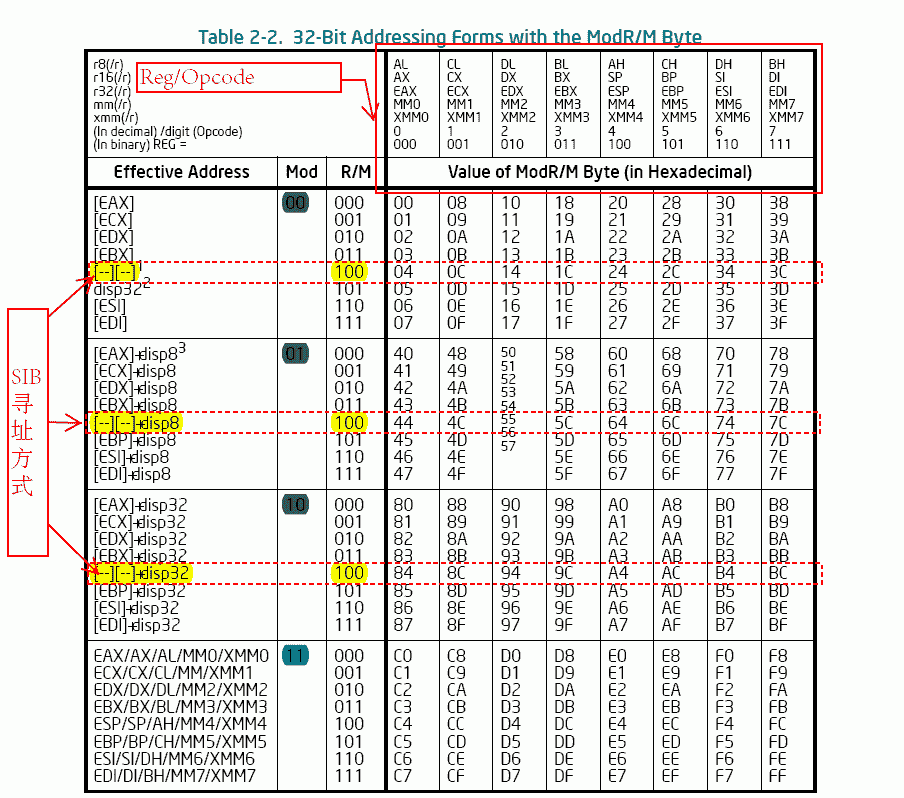 Table 2-2. 32-Bit Addressing Forms with the ModR/M Byte
r8(/r) AL CL DL BL AH CH DH BH
r16(/r) AX CX DX BX SP BP SI DI
r32(/r) EAX ECX EDX EBX ESP EBP ESI EDI
mm(/r) MM0 MM1 MM2 MM3 MM4 MM5 MM6 MM7
xmm(/r) XMM0 XMM1 XMM2 XMM3 XMM4 XMM5 XMM6 XMM7
(In decimal) /digit (Opcode) 0 1 2 3 4 5 6 7
(In binary) REG = 000 001 010 011 100 101 110 111
Reg/Opcode
Effective Address Mod R/M Value of ModR/M Byte (in Hexadecimal)
[EAX] 00 000 00 08 10 18 20 28 30 38
[ECX] 001 01 09 11 19 21 29 31 39
[EDX] 010 02 0A 12 1A 22 2A 32 3A
[EBX] 011 03 0B 13 1B 23 2B 33 3B
[--][--]1 100 04 0C 14 1C 24 2C 34 3C
disp322 101 05 0D 15 1D 25 2D 35 3D
[ESI] 110 06 0E 16 1E 26 2E 36 3E
[EDI] 111 07 0F 17 1F 27 2F 37 3F
[EAX]+disp83 01 000 40 48 50 58 60 68 70 78
[ECX]+disp8 001 41 49 51 59 61 69 71 79
[EDX]+disp8 010 42 4A 52 5A 62 6A 72 7A
[EBX]+disp8 011 43 4B 53 5B 63 6B 73 7B
[--][--]+disp8 100 44 4C 54 5C 64 6C 74 7C
[EBP]+disp8 101 45 4D 55 5D 65 6D 75 7D
[ESI]+disp8 110 46 4E 56 5E 66 6E 76 7E
[EDI]+disp8 111 47 4F 57 5F 67 6F 77 7F
[EAX]+disp32 10 000 80 88 90 98 A0 A8 B0 B8
[ECX]+disp32 001 81 89 91 99 A1 A9 B1 B9
[EDX]+disp32 010 82 8A 92 9A A2 AA B2 BA
[EBX]+disp32 011 83 8B 93 9B A3 AB B3 BB
[--][--]+disp32 100 84 8C 94 9C A4 AC B4 BC
[EBP]+disp32 101 85 8D 95 9D A5 AD B5 BD
[ESI]+disp32 110 86 8E 96 9E A6 AE B6 BE
[EDI]+disp32 111 87 8F 97 9F A7 AF B7 BF
EAX/AX/AL/MM0/XMM0 11 000 C0 C8 D0 D8 E0 E8 F0 F8
ECX/CX/CL/MM/XMM1 001 C1 C9 D1 D9 E1 E9 F1 F9
EDX/DX/DL/MM2/XMM2 010 C2 CA D2 DA E2 EA F2 FA
EBX/BX/BL/MM3/XMM3 011 C3 CB D3 DB E3 EB F3 FB
ESP/SP/AH/MM4/XMM4 100 C4 CC D4 DC E4 EC F4 FC
EBP/BP/CH/MM5/XMM5 101 C5 CD D5 DD E5 ED F5 FD
ESI/SI/DH/MM6/XMM6 110 C6 CE D6 DE E6 EE F6 FE
EDI/DI/BH/MM7/XMM7 111 C7 CF D7 DF E7 EF F7 FF
SIB
寻
址
方
式